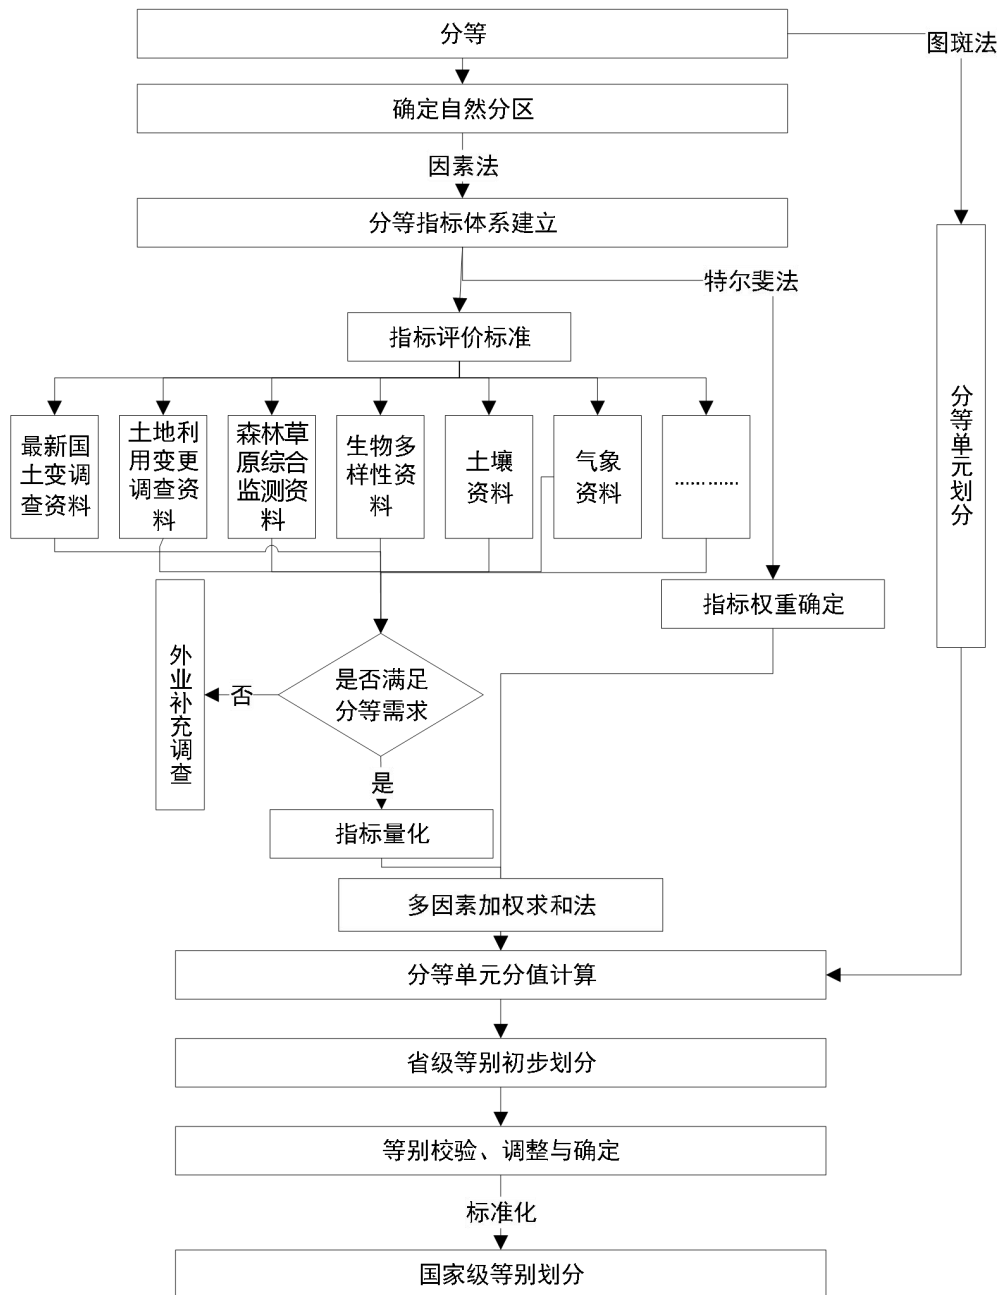 分等
图斑法
确定自然分区
因素法
分等指标体系建立
特尔斐法
指标评价标准
最新国
土变调
查资料
土地利
用变更
调查资
料
森林草
原综合
监测资
料
生物多
样性资
料
土壤
资料
气象
资料
…………
分等单元划分
指标权重确定
外业补充调查
是否满足
分等需求
否
是
指标量化
多因素加权求和法
分等单元分值计算
省级等别初步划分
等别校验、调整与确定
标准化
国家级等别划分